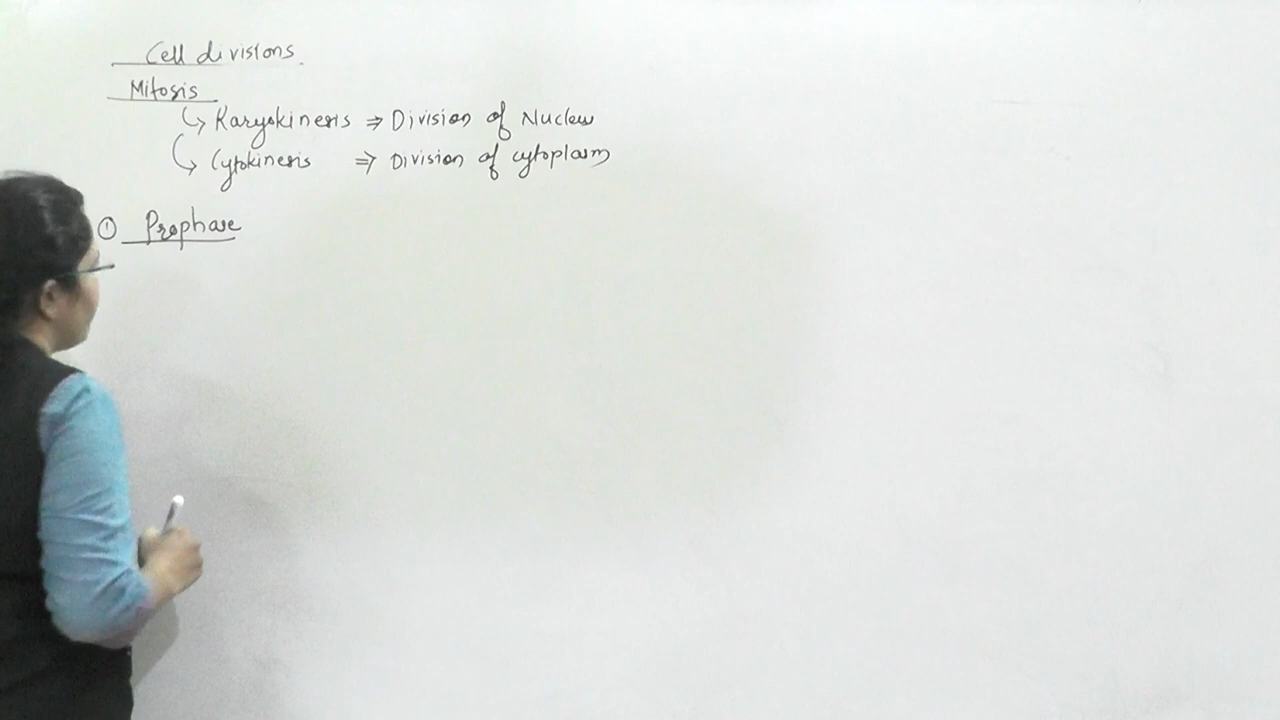 Cell divisions.
Mitosis
↳ Karyokinesis ⇒ Division of Nucleus
↳ Cytokinesis ⇒ Division of cytoplasm
① Prophase